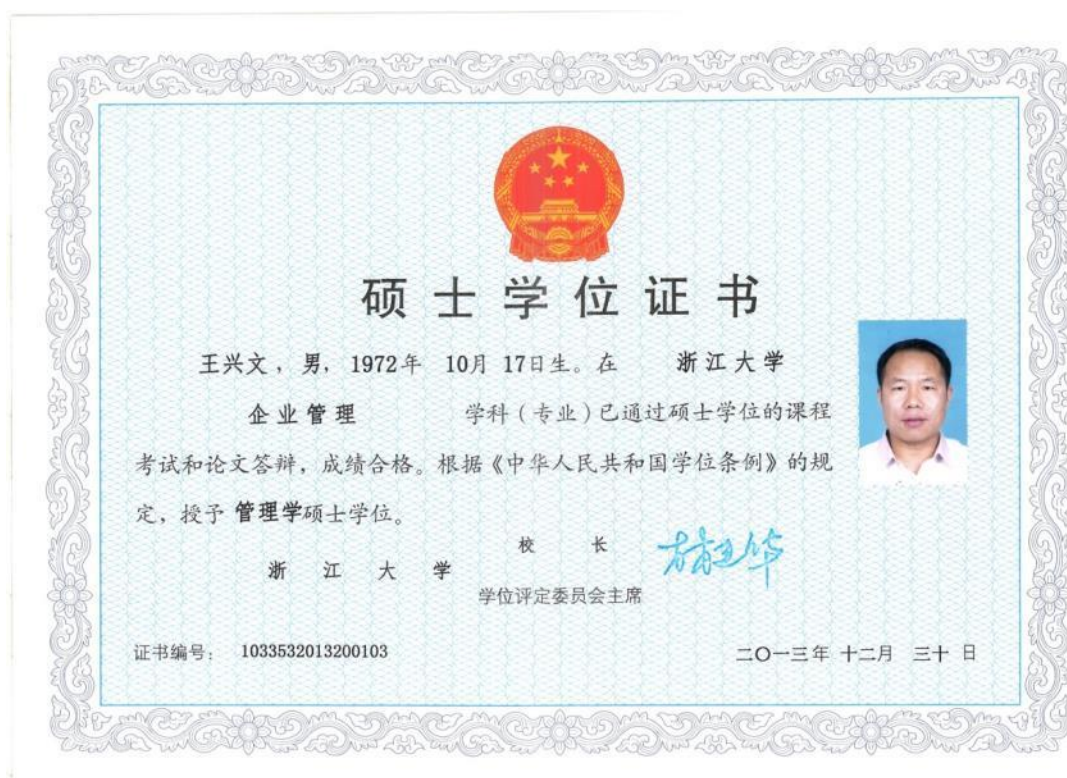 硕士学位证书
王兴文，男，1972年 10月 17日生。在 浙江大学
企业管理 学科（专业）已通过硕士学位的课程
考试和论文答辩，成绩合格。根据《中华人民共和国学位条例》的规
定，授予 管理学硕士学位。
校 长
浙 江 大 学
学位评定委员会主席
证书编号： 1033532013200103
二〇一三年 十二月 三十 日